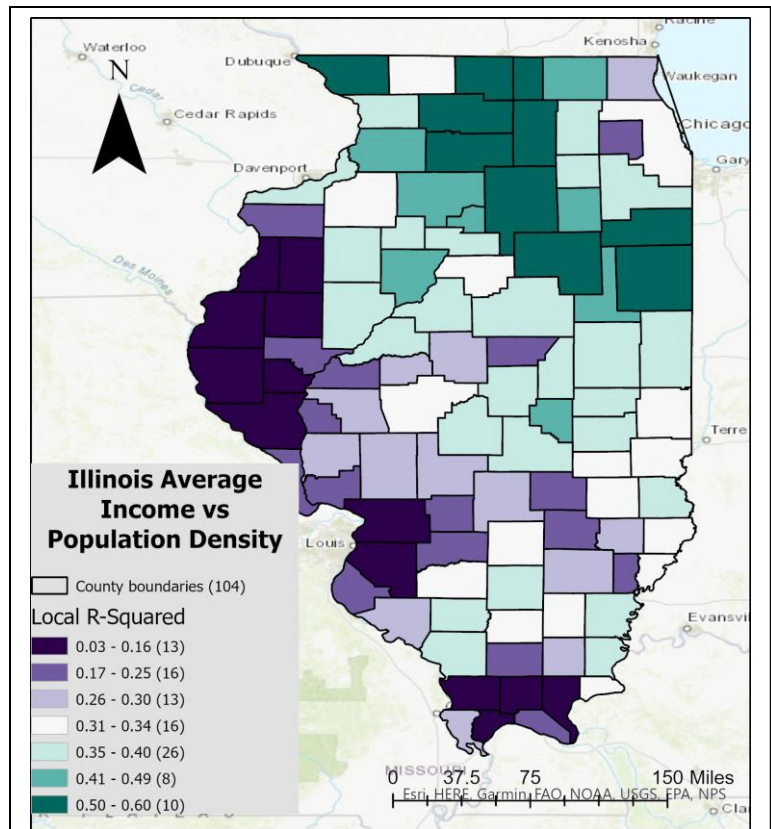 Racine
Waterloo
Kenosha
Dubuque
N
Waukegan
Cedar
Cedar Rapids
Chicago
Davenport
Gary
Des Moines
Terre
Illinois Average
Income vs
Population Density
Louis
County boundaries (104)
Local R-Squared
Evansv
0.03 - 0.16 (13)
0.17 - 0.25 (16)
0.26 - 0.30 (13)
0.31 - 0.34 (16)
0.35 - 0.40 (26)
0.41 - 0.49 (8)
0.50 - 0.60 (10)
MISSOURI
0 37.5 75 150 Miles
Esri, HERE, Garmin, FAO, NOAA, USGS, EPA, NPS
Cla